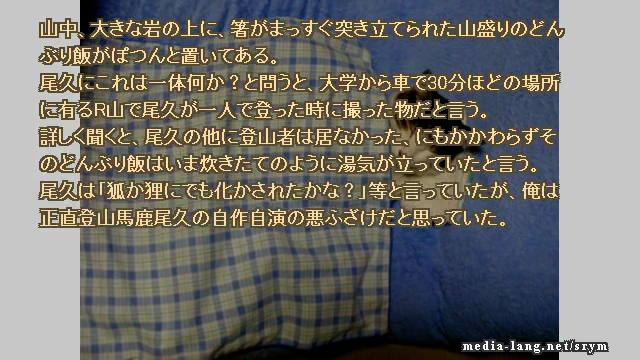 山中、大きな岩の上に、箸がまっすぐ突き立てられた山盛りのどん
ぶり飯がぽつんと置いてある。
尾久にこれは一体何か？と問うと、大学から車で30分ほどの場所
に有るR山で尾久が一人で登った時に撮った物だと言う。
詳しく聞くと、尾久の他に登山者は居なかった、にもかかわらずそ
のどんぶり飯はいま炊きたてのように湯気が立っていたと言う。
尾久は「狐か狸にでも化かされたかな？」等と言っていたが、俺は
正直登山馬鹿尾久の自作自演の悪ふざけだと思っていた。
media-lang.net/srym